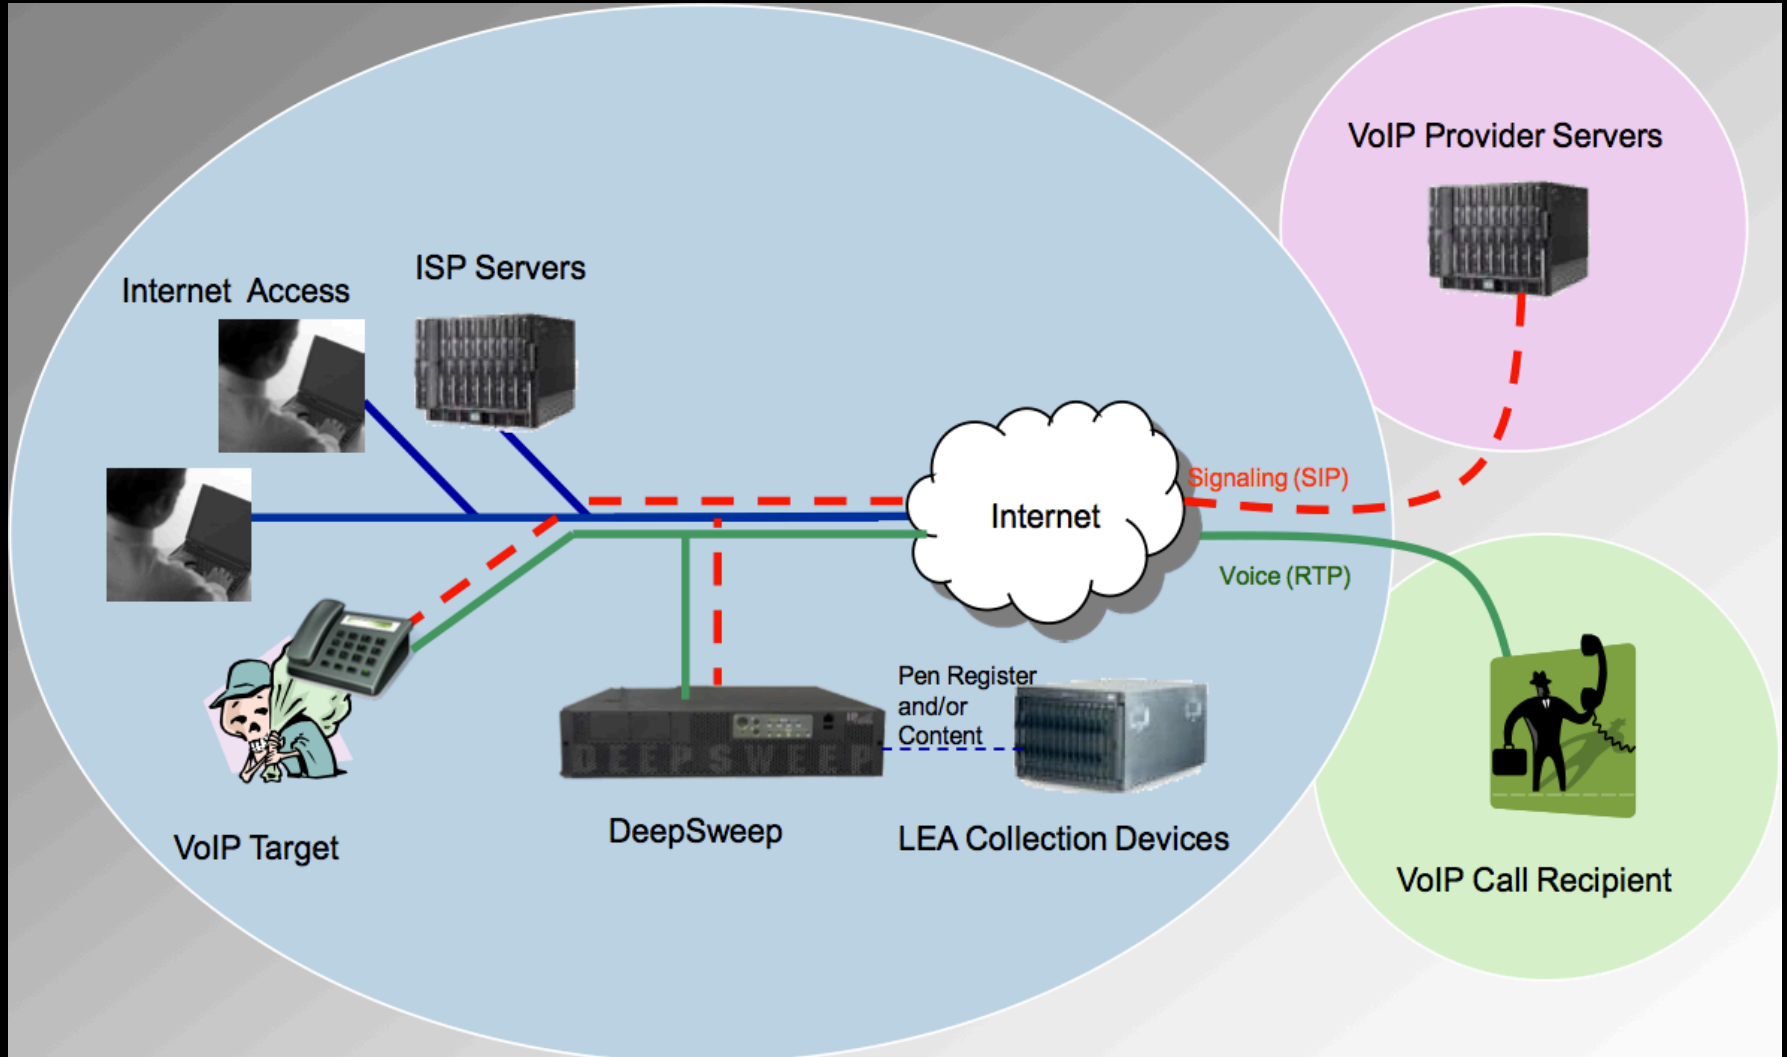 VoIP Provider Servers
ISP Servers
Internet Access
Signaling (SIP)
Internet
Voice (RTP)
Pen Register
and/or
Content
DEEPSWEEP
VoIP Target
DeepSweep
LEA Collection Devices
VoIP Call Recipient